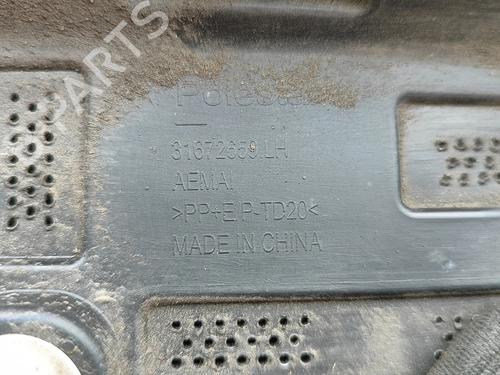 Polestar
31672659 LH
AEMAI
>PP+E P-TD20<
MADE IN CHINA
PARTS